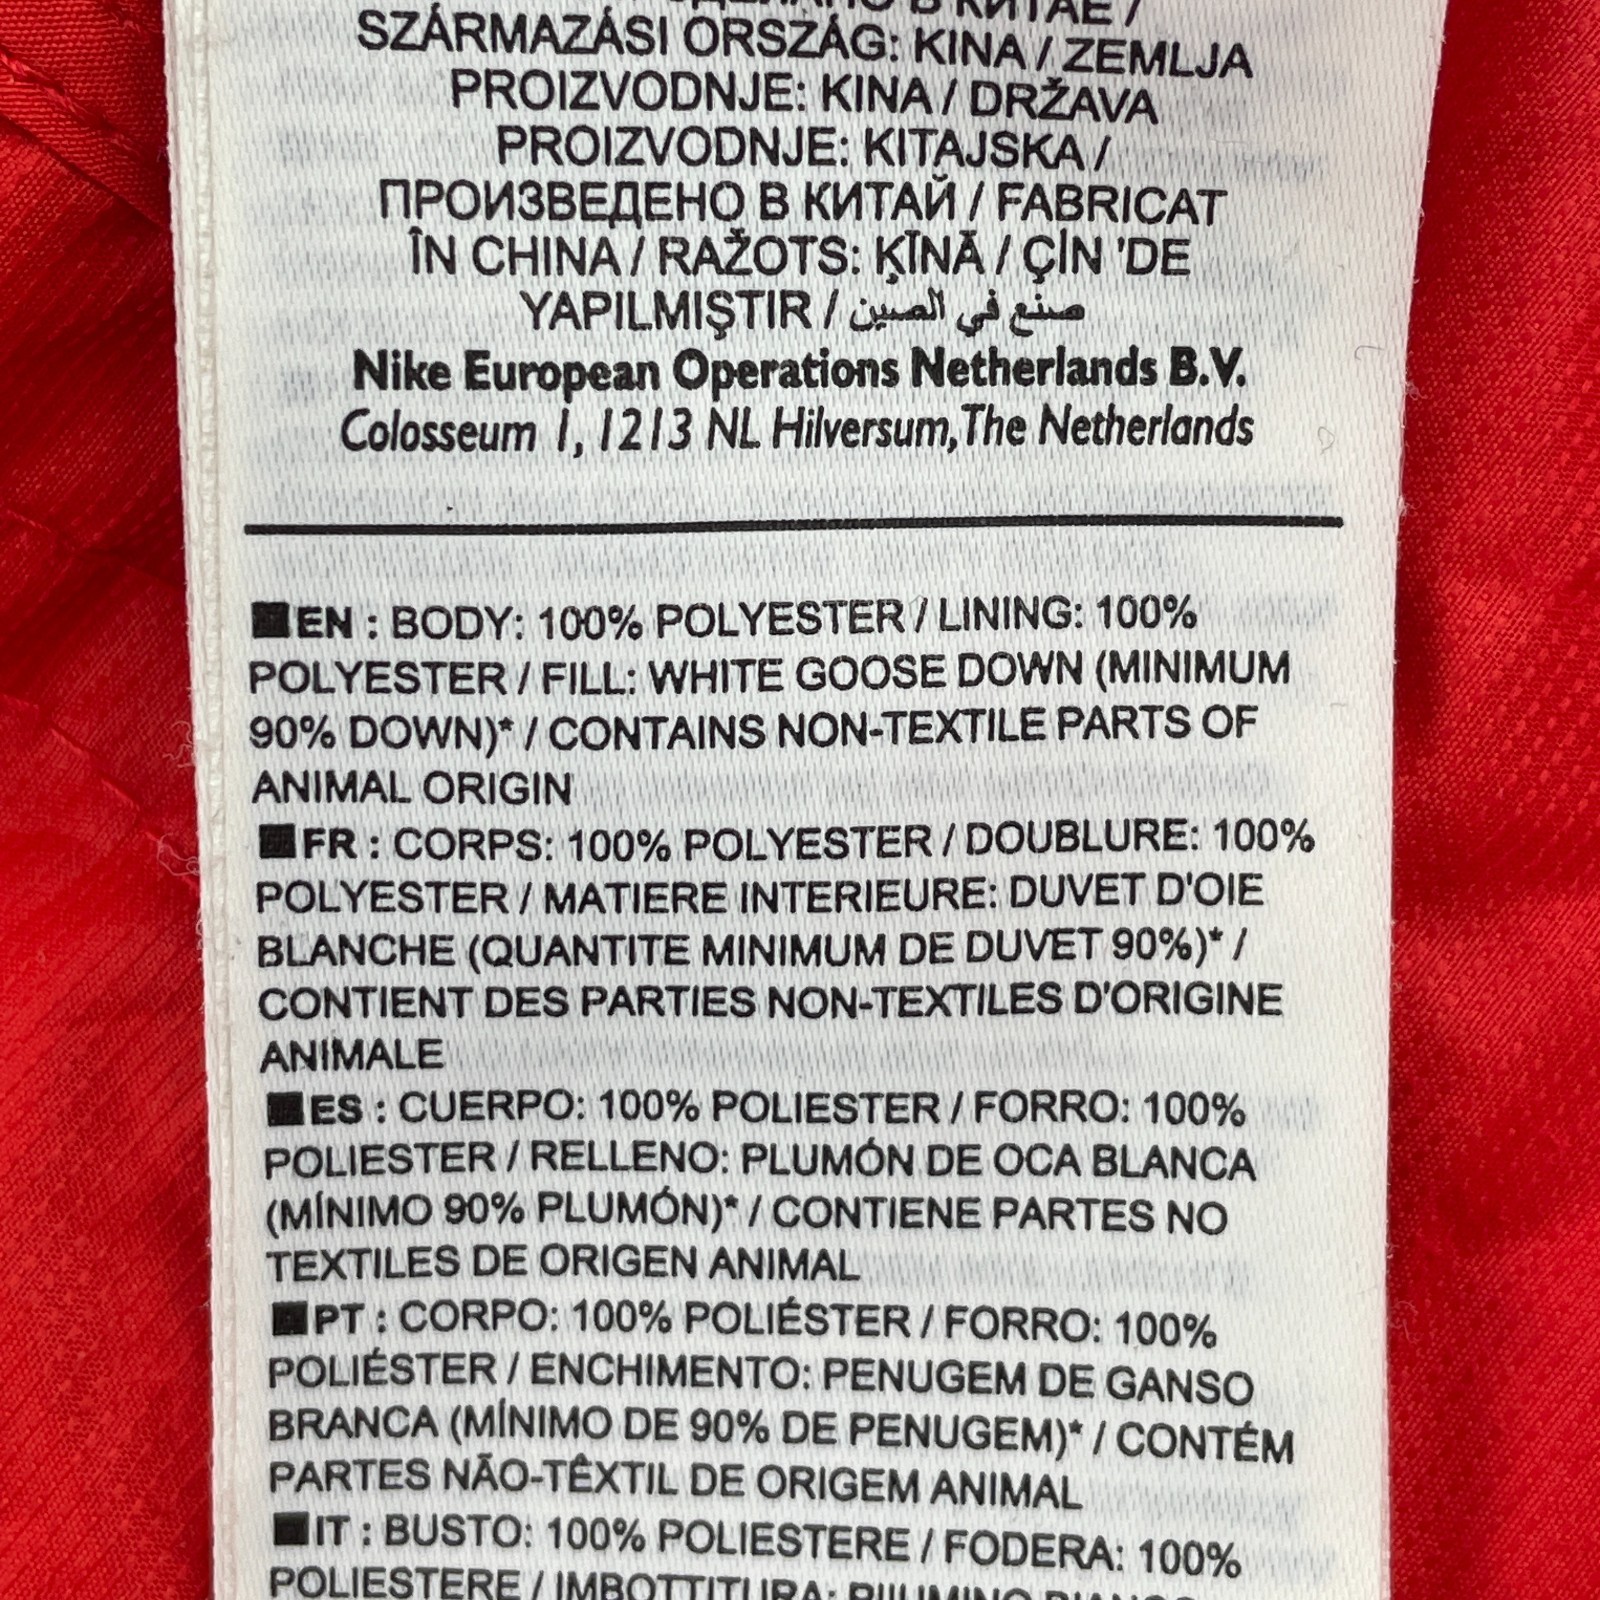 В КИТАЕ /
SZÁRMAZÁSI ORSZÁG: KINA / ZEMLJA
PROIZVODNJE: KINA / DRŽAVA
PROIZVODNJE: KITAJSKA /
ПРОИЗВЕДЕНО В КИТАЙ / FABRICAT
ÎN CHINA / RAŽOTS: ĶĪNĀ / ÇİN 'DE
YAPILMIŞTIR / صنع في الصين
Nike European Operations Netherlands B.V.
Colosseum 1, 1213 NL Hilversum, The Netherlands
EN : BODY: 100% POLYESTER / LINING: 100%
POLYESTER / FILL: WHITE GOOSE DOWN (MINIMUM
90% DOWN)* / CONTAINS NON-TEXTILE PARTS OF
ANIMAL ORIGIN
FR : CORPS: 100% POLYESTER / DOUBLURE: 100%
POLYESTER / MATIERE INTERIEURE: DUVET D'OIE
BLANCHE (QUANTITE MINIMUM DE DUVET 90%)* /
CONTIENT DES PARTIES NON-TEXTILES D'ORIGINE
ANIMALE
ES : CUERPO: 100% POLIESTER / FORRO: 100%
POLIESTER / RELLENO: PLUMÓN DE OCA BLANCA
(MÍNIMO 90% PLUMÓN)* / CONTIENE PARTES NO
TEXTILES DE ORIGEN ANIMAL
PT : CORPO: 100% POLIÉSTER / FORRO: 100%
POLIÉSTER / ENCHIMENTO: PENUGEM DE GANSO
BRANCA (MÍNIMO DE 90% DE PENUGEM)* / CONTÉM
PARTES NÃO-TÊXTIL DE ORIGEM ANIMAL
IT : BUSTO: 100% POLIESTERE / FODERA: 100%
POLIESTERE / IMBOTTITURA: PIUMINO